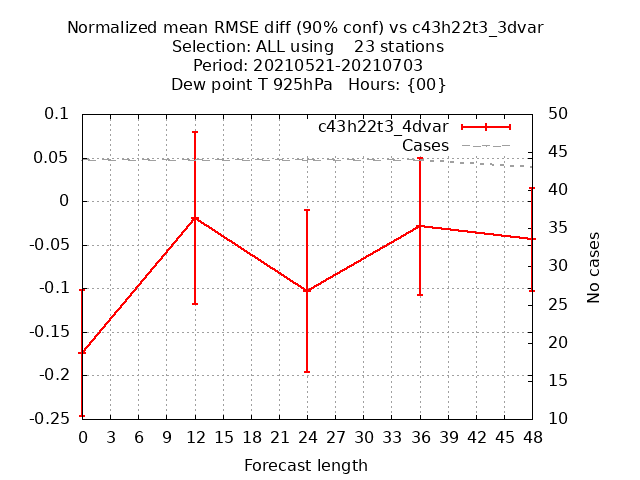 Normalized mean RMSE diff (90% conf) vs c43h22t3_3dvar
Selection: ALL using    23 stations
Period: 20210521-20210703
Dew point T 925hPa   Hours: {00}
c43h22t3_4dvar
Cases
0.1
0.05
0
-0.05
-0.1
-0.15
-0.2
-0.25
50
45
40
35
30
25
20
15
10
No cases
0 3 6 9 12 15 18 21 24 27 30 33 36 39 42 45 48
Forecast length